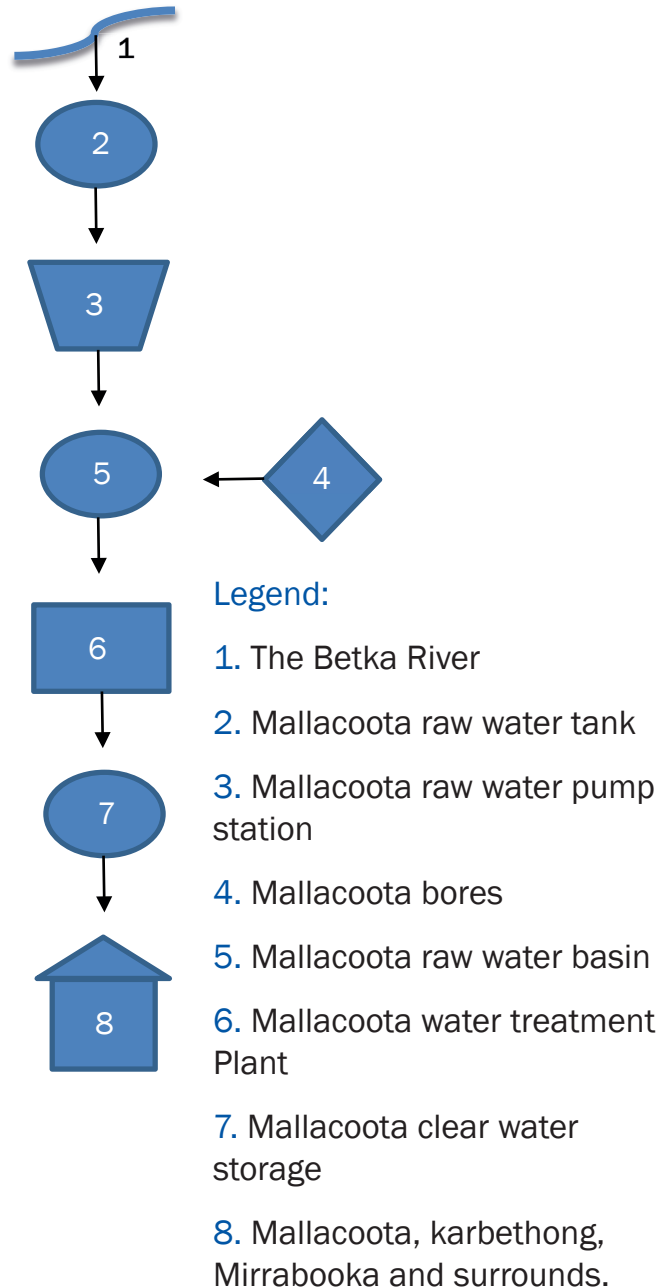 1
2
3
5
4
6
7
8
Legend:
1. The Betka River
2. Mallacoota raw water tank
3. Mallacoota raw water pump
station
4. Mallacoota bores
5. Mallacoota raw water basin
6. Mallacoota water treatment
Plant
7. Mallacoota clear water
storage
8. Mallacoota, karbethong,
Mirrabooka and surrounds.